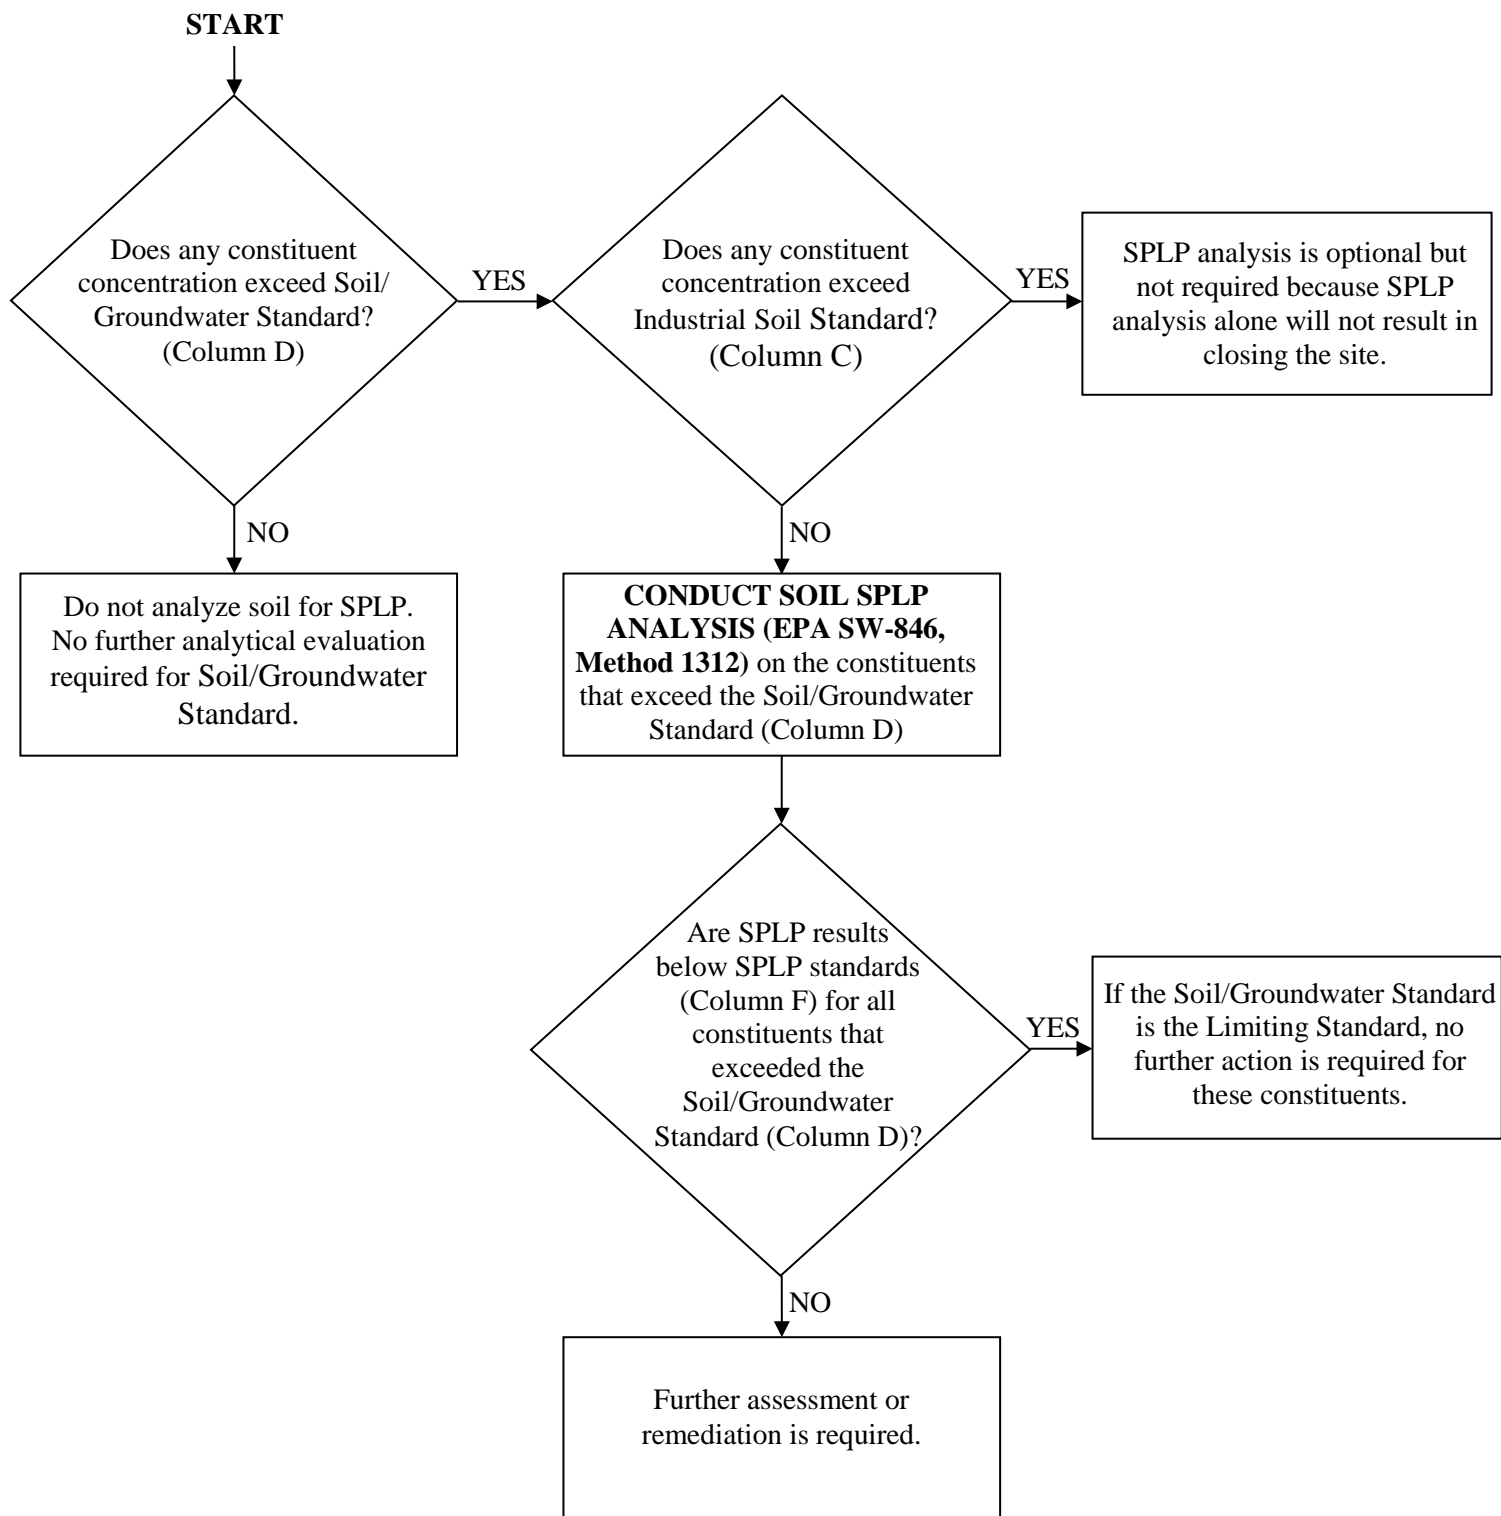 START
Does any constituent
concentration exceed Soil/
Groundwater Standard?
(Column D)
YES
Does any constituent
concentration exceed
Industrial Soil Standard?
(Column C)
YES
SPLP analysis is optional but
not required because SPLP
analysis alone will not result in
closing the site.
NO
NO
Do not analyze soil for SPLP.
No further analytical evaluation
required for Soil/Groundwater
Standard.
CONDUCT SOIL SPLP
ANALYSIS (EPA SW-846,
Method 1312) on the constituents
that exceed the Soil/Groundwater
Standard (Column D)
Are SPLP results
below SPLP standards
(Column F) for all
constituents that
exceeded the
Soil/Groundwater
Standard (Column D)?
YES
If the Soil/Groundwater Standard
is the Limiting Standard, no
further action is required for
these constituents.
NO
Further assessment or
remediation is required.